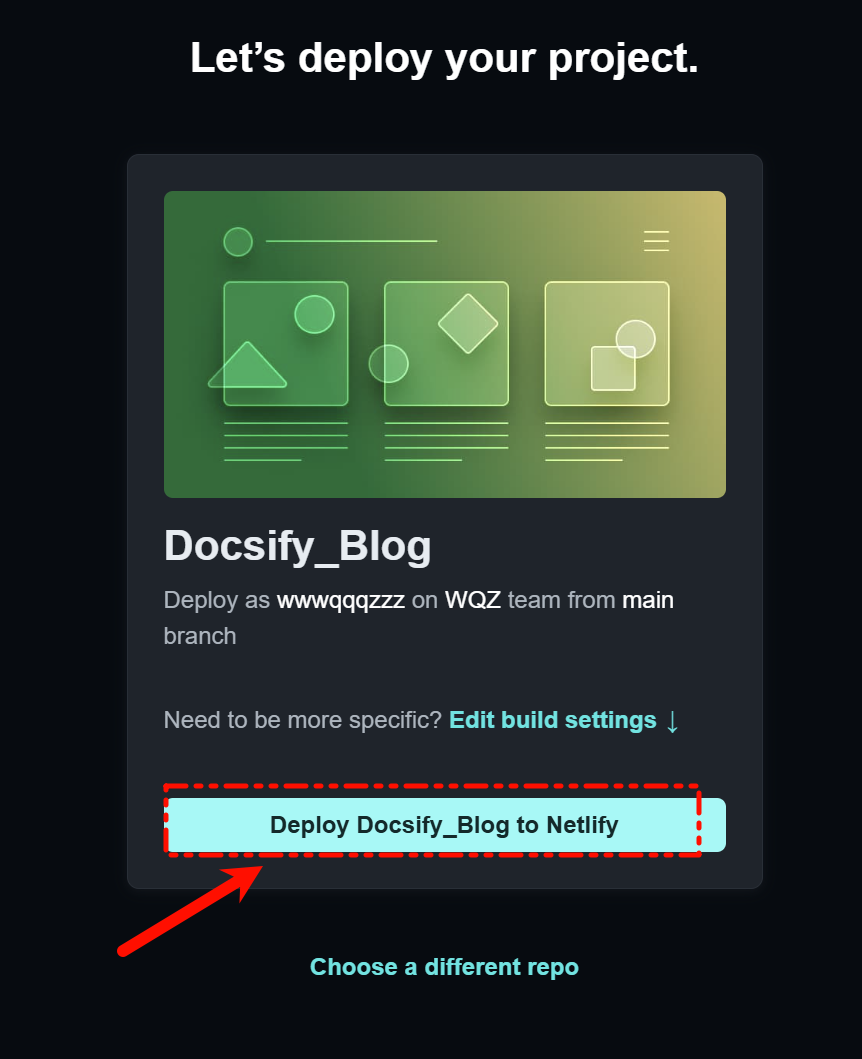 Let’s deploy your project.
Docsify_Blog
Deploy as wwwqqqzzz on WQZ team from main
branch
Need to be more specific? Edit build settings ↓
Deploy Docsify_Blog to Netlify
Choose a different repo